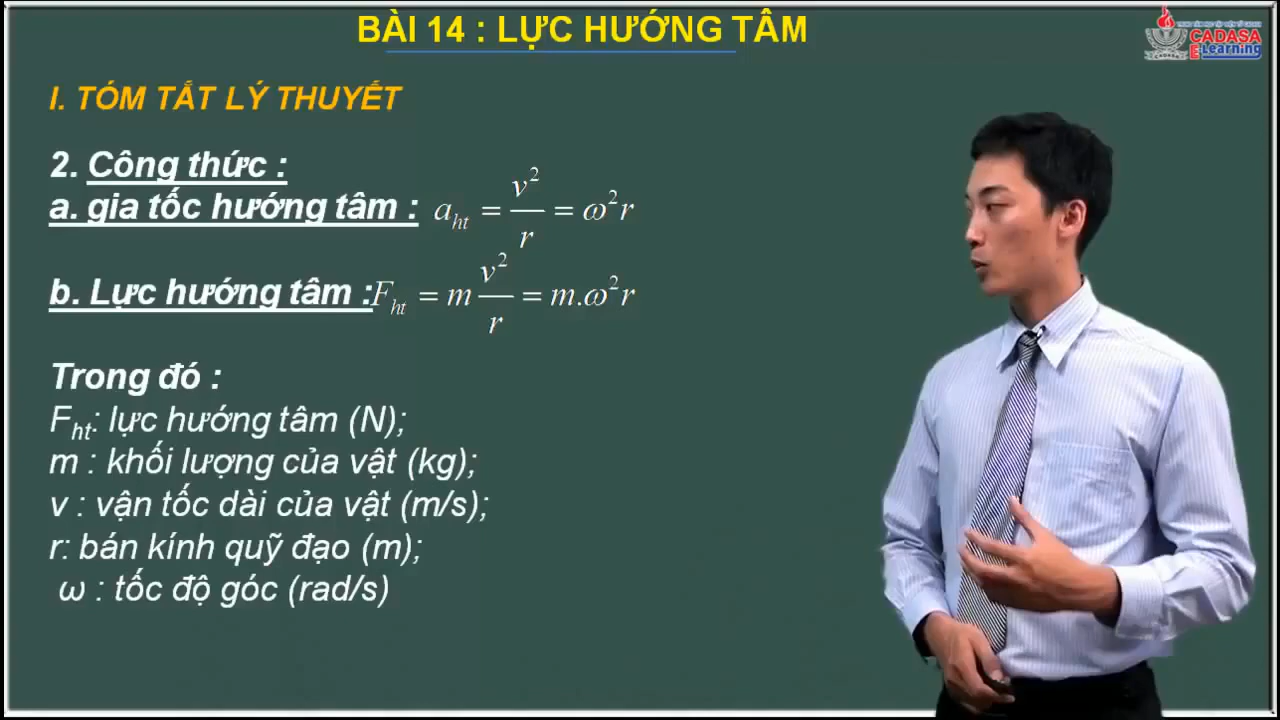 BÀI 14 : LỰC HƯỚNG TÂM
CADASA
E Learning
I. TÓM TẮT LÝ THUYẾT
2. Công thức :
a. gia tốc hướng tâm : a_ht = v²/r = ω²r
b. Lực hướng tâm : F_ht = m v²/r = m.ω²r
Trong đó :
F_ht: lực hướng tâm (N);
m : khối lượng của vật (kg);
v : vận tốc dài của vật (m/s);
r: bán kính quỹ đạo (m);
ω : tốc độ góc (rad/s)